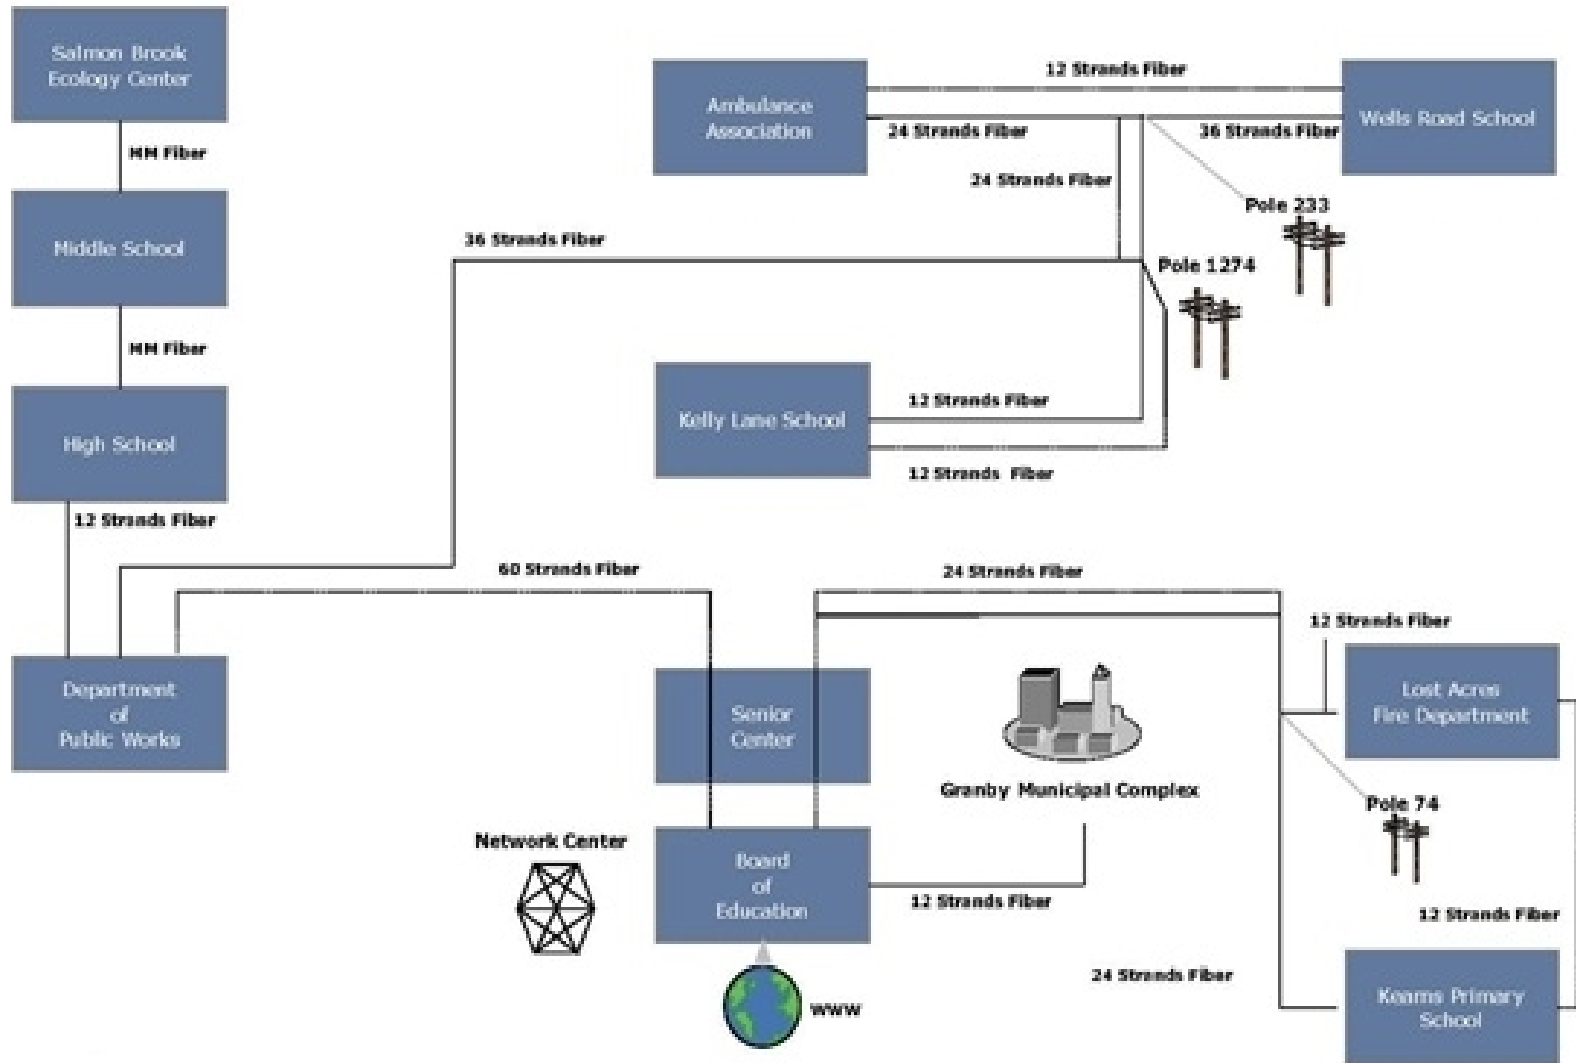 Salmon Brook
Ecology Center
MM Fiber
Middle School
MM Fiber
High School
12 Strands Fiber
Department
of
Public Works
Ambulance
Association
12 Strands Fiber
24 Strands Fiber
36 Strands Fiber
Wells Road School
24 Strands Fiber
Pole 233
36 Strands Fiber
Pole 1274
Kelly Lane School
12 Strands Fiber
12 Strands Fiber
60 Strands Fiber
24 Strands Fiber
12 Strands Fiber
Senior
Center
Granby Municipal Complex
Lost Acres
Fire Department
Pole 74
Network Center
Board
of
Education
12 Strands Fiber
12 Strands Fiber
24 Strands Fiber
Kearns Primary
School
www